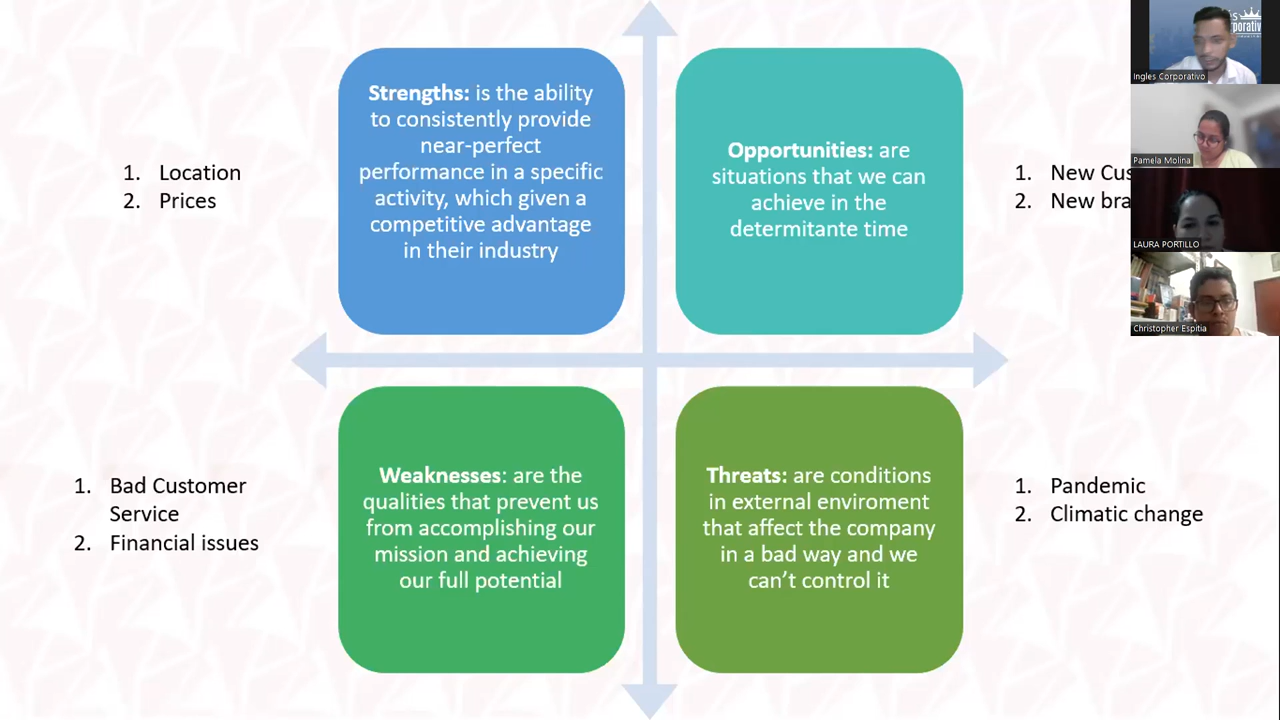 Strengths: is the ability
to consistently provide
near-perfect
performance in a specific
activity, which given a
competitive advantage
in their industry
Opportunities: are
situations that we can
achieve in the
determitante time
1. Location
2. Prices
1. New
2. New
Weaknesses: are the
qualities that prevent us
from accomplishing our
mission and achieving
our full potential
Threats: are conditions
in external enviroment
that affect the company
in a bad way and we
can't control it
1. Bad Customer
Service
2. Financial issues
1. Pandemic
2. Climatic change
Ingles Corporativo
Pamela Molina
LAURA PORTILLO
Christopher Espitia